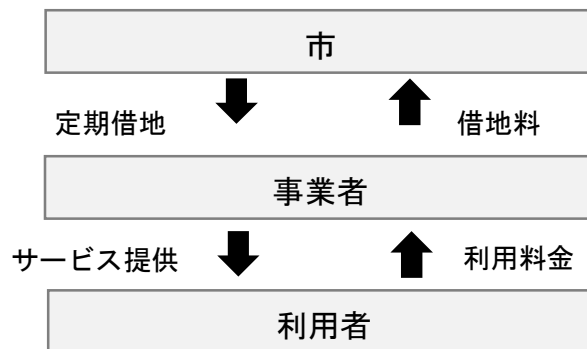 市
定期借地
借地料
事業者
サービス提供
利用料金
利用者